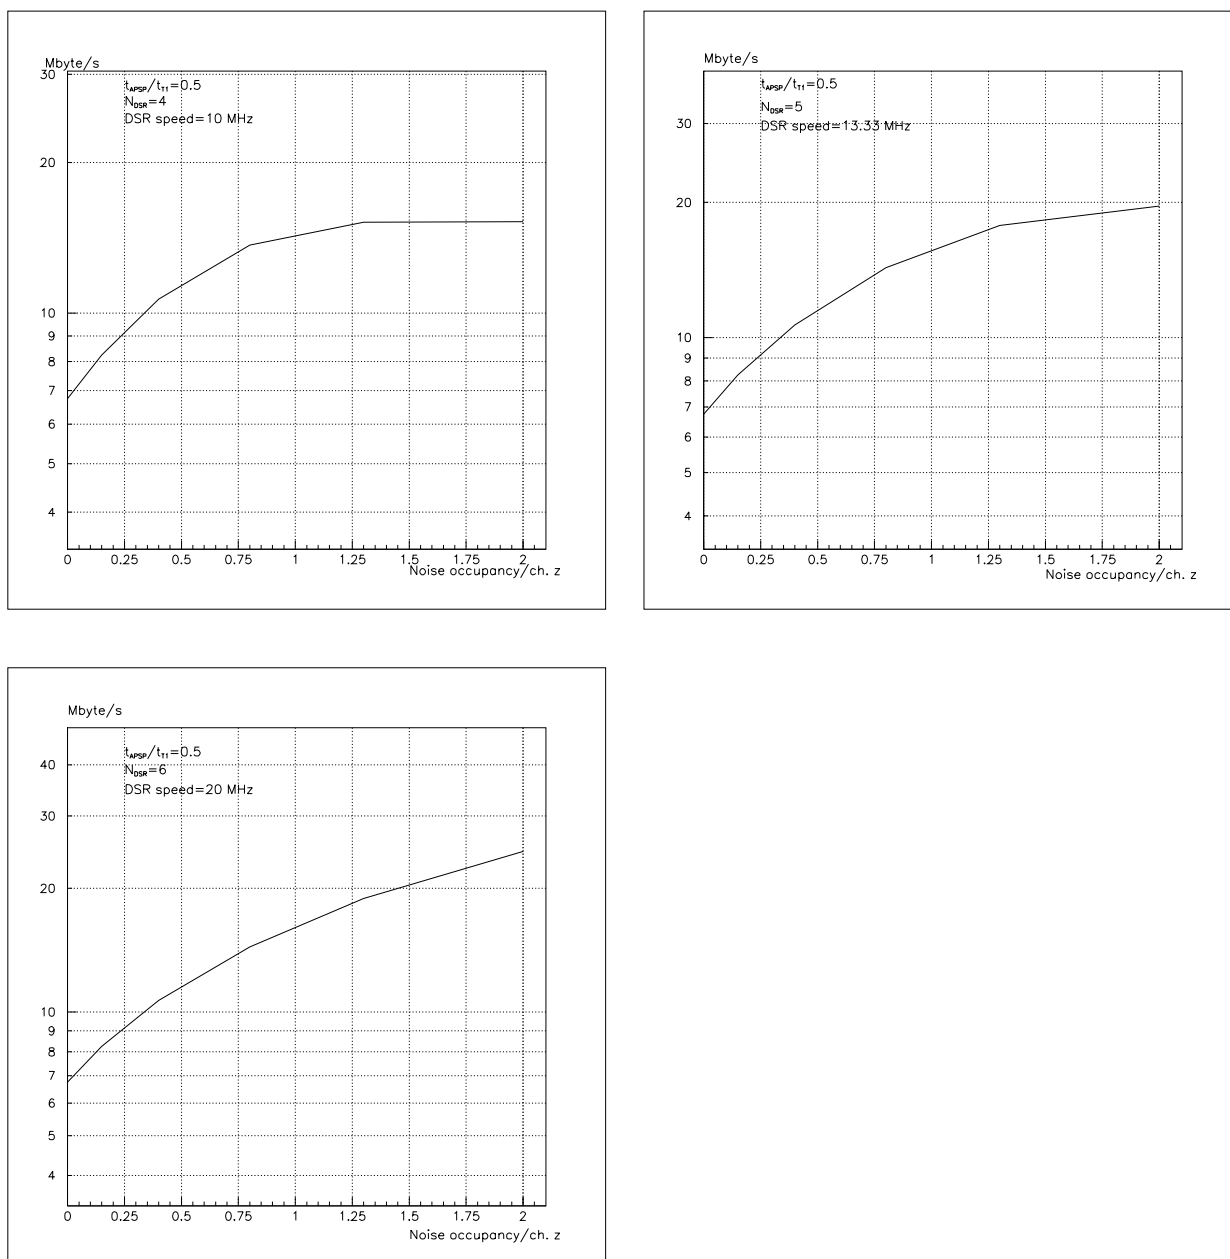 Mbyte/s
30
20
10
9
8
7
6
5
4
t_APSP/t_T1=0.5
N_DSR=4
DSR speed=10 MHz
0 0.25 0.5 0.75 1 1.25 1.5 1.75 2
Noise occupancy/ch. z
Mbyte/s
30
20
10
9
8
7
6
5
4
t_APSP/t_T1=0.5
N_DSR=5
DSR speed=13.33 MHz
0 0.25 0.5 0.75 1 1.25 1.5 1.75 2
Noise occupancy/ch. z
Mbyte/s
40
30
20
10
9
8
7
6
5
4
t_APSP/t_T1=0.5
N_DSR=6
DSR speed=20 MHz
0 0.25 0.5 0.75 1 1.25 1.5 1.75 2
Noise occupancy/ch. z